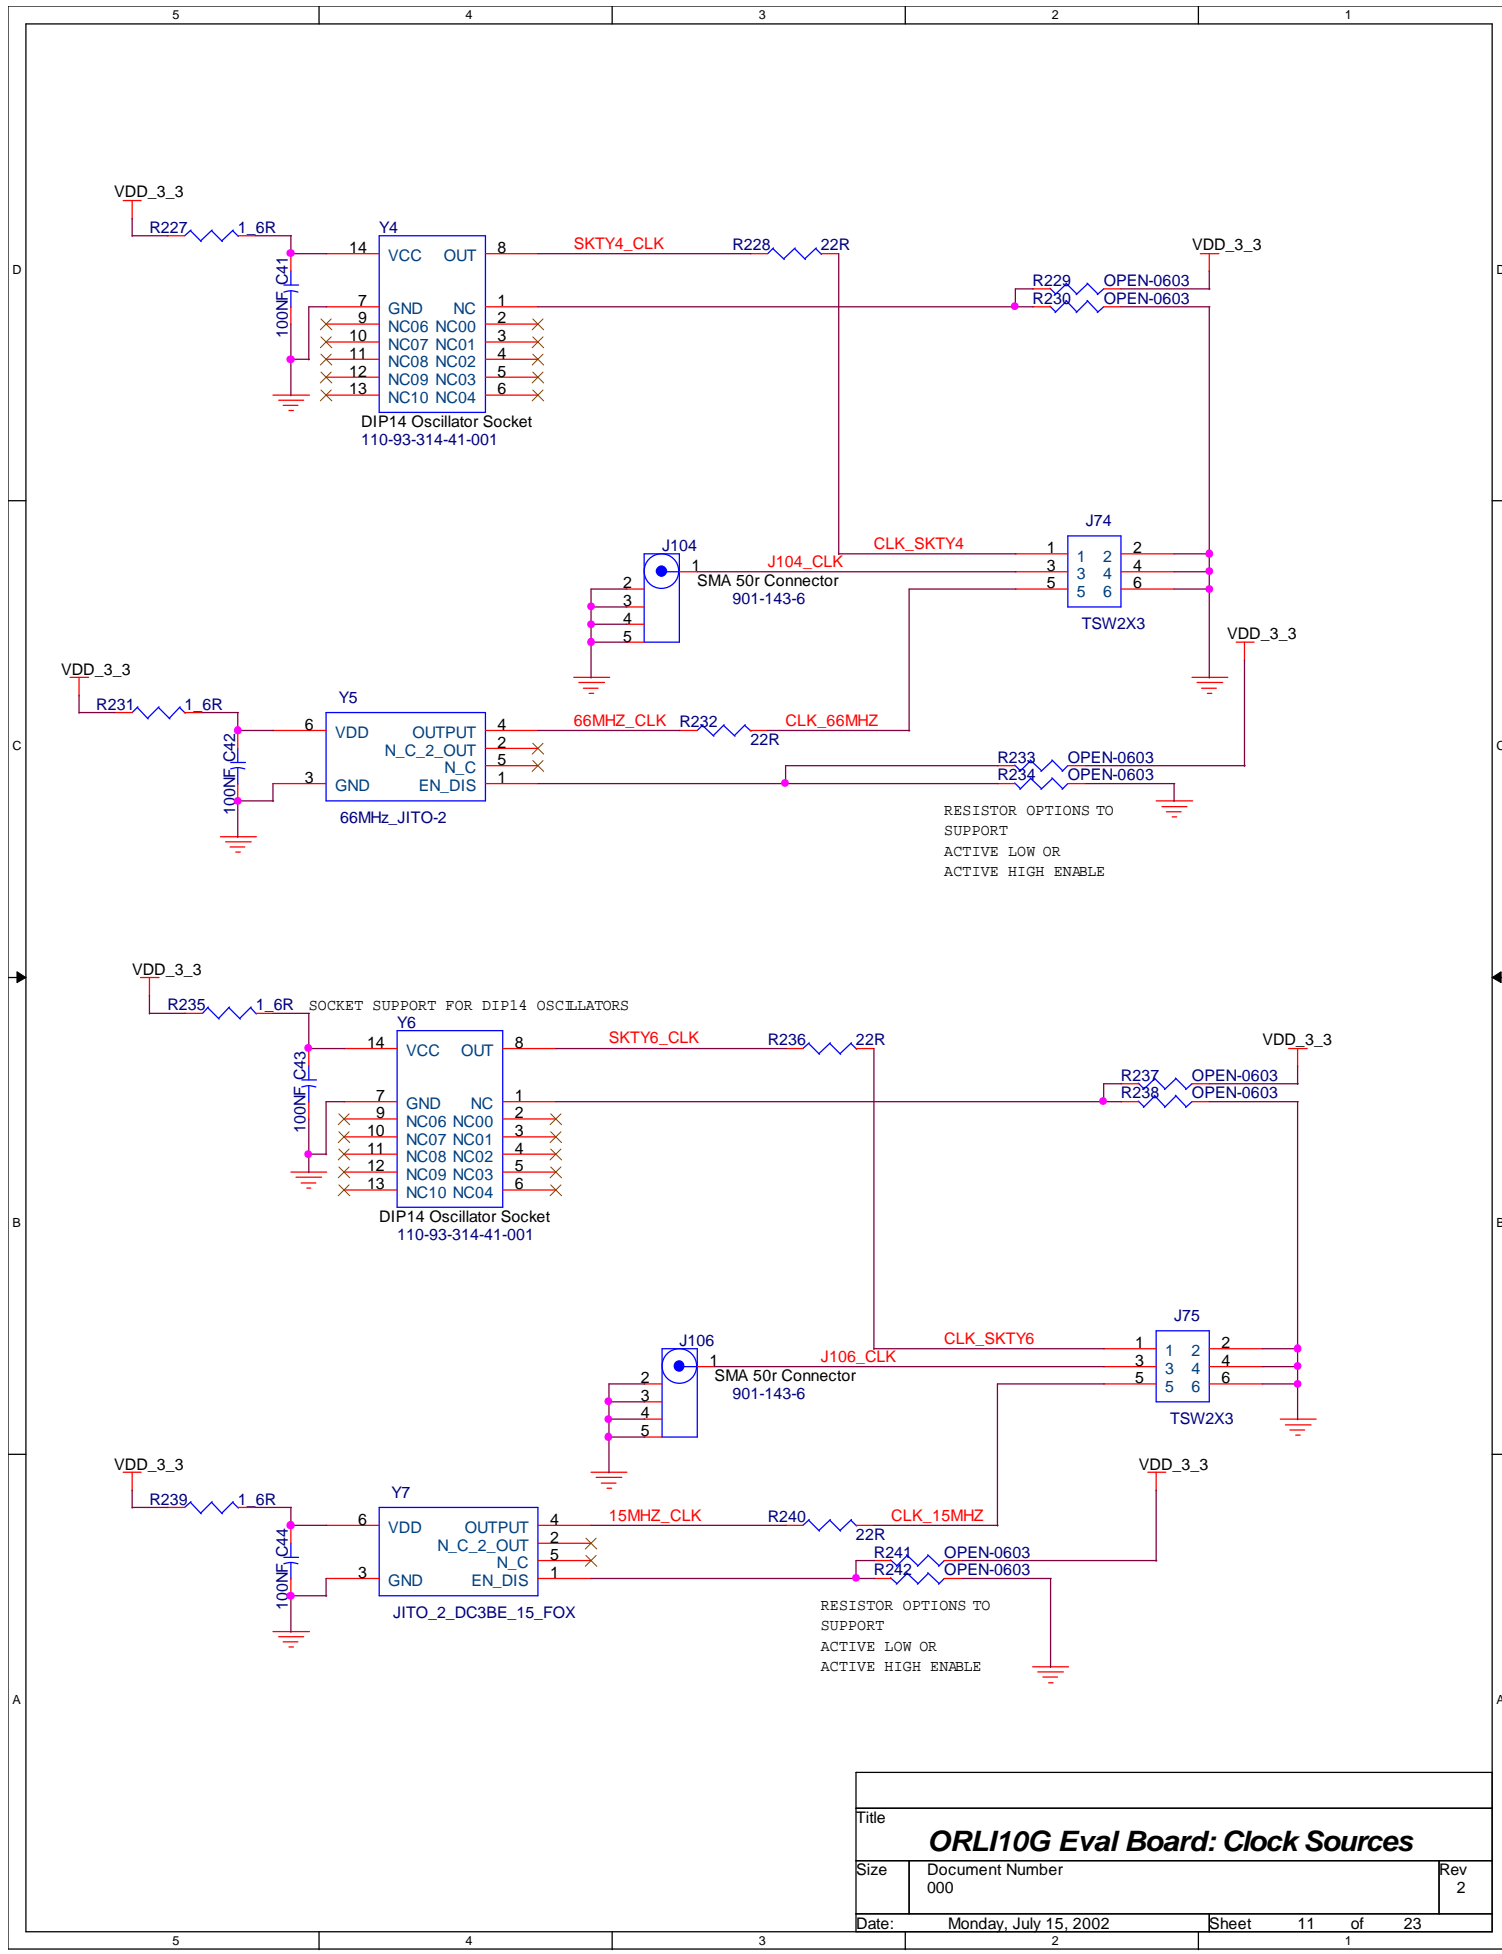 5 4 3 2 1
VDD_3_3
R227 1_6R
Y4
14 VCC OUT 8
SKTY4_CLK
R228 22R
VDD_3_3
D D
100NF C41
R229 OPEN-0603
R230 OPEN-0603
7 GND NC 1
9 NC06 NC00 2
10 NC07 NC01 3
11 NC08 NC02 4
12 NC09 NC03 5
13 NC10 NC04 6
DIP14 Oscillator Socket
110-93-314-41-001
J74
J104
CLK_SKTY4
1 1 2 2
1 J104_CLK
3 3 4 4
SMA 50r Connector
2
5 5 6 6
901-143-6
3
4
5
TSW2X3
VDD_3_3
VDD_3_3
R231 1_6R
Y5
6 VDD OUTPUT 4
66MHZ_CLK R232 22R CLK_66MHZ
C C
N_C_2_OUT 2
N_C 5
100NF C42
3 GND EN_DIS 1
R233 OPEN-0603
R234 OPEN-0603
66MHz_JITO-2
RESISTOR OPTIONS TO
SUPPORT
ACTIVE LOW OR
ACTIVE HIGH ENABLE
VDD_3_3
R235 1_6R SOCKET SUPPORT FOR DIP14 OSCILLATORS
Y6
14 VCC OUT 8
SKTY6_CLK
R236 22R
VDD_3_3
100NF C43
R237 OPEN-0603
R238 OPEN-0603
7 GND NC 1
9 NC06 NC00 2
10 NC07 NC01 3
11 NC08 NC02 4
12 NC09 NC03 5
13 NC10 NC04 6
DIP14 Oscillator Socket
110-93-314-41-001
B B
J75
J106
CLK_SKTY6
1 1 2 2
1 J106_CLK
3 3 4 4
SMA 50r Connector
2
5 5 6 6
901-143-6
3
4
5
TSW2X3
VDD_3_3
VDD_3_3
R239 1_6R
Y7
6 VDD OUTPUT 4
15MHZ_CLK R240 22R CLK_15MHZ
N_C_2_OUT 2
N_C 5
100NF C44
3 GND EN_DIS 1
R241 OPEN-0603
R242 OPEN-0603
JITO_2_DC3BE_15_FOX
RESISTOR OPTIONS TO
SUPPORT
ACTIVE LOW OR
ACTIVE HIGH ENABLE
A A
Title
ORLI10G Eval Board: Clock Sources
Size Document Number Rev
000 2
Date: Monday, July 15, 2002 Sheet 11 of 23
5 4 3 2 1